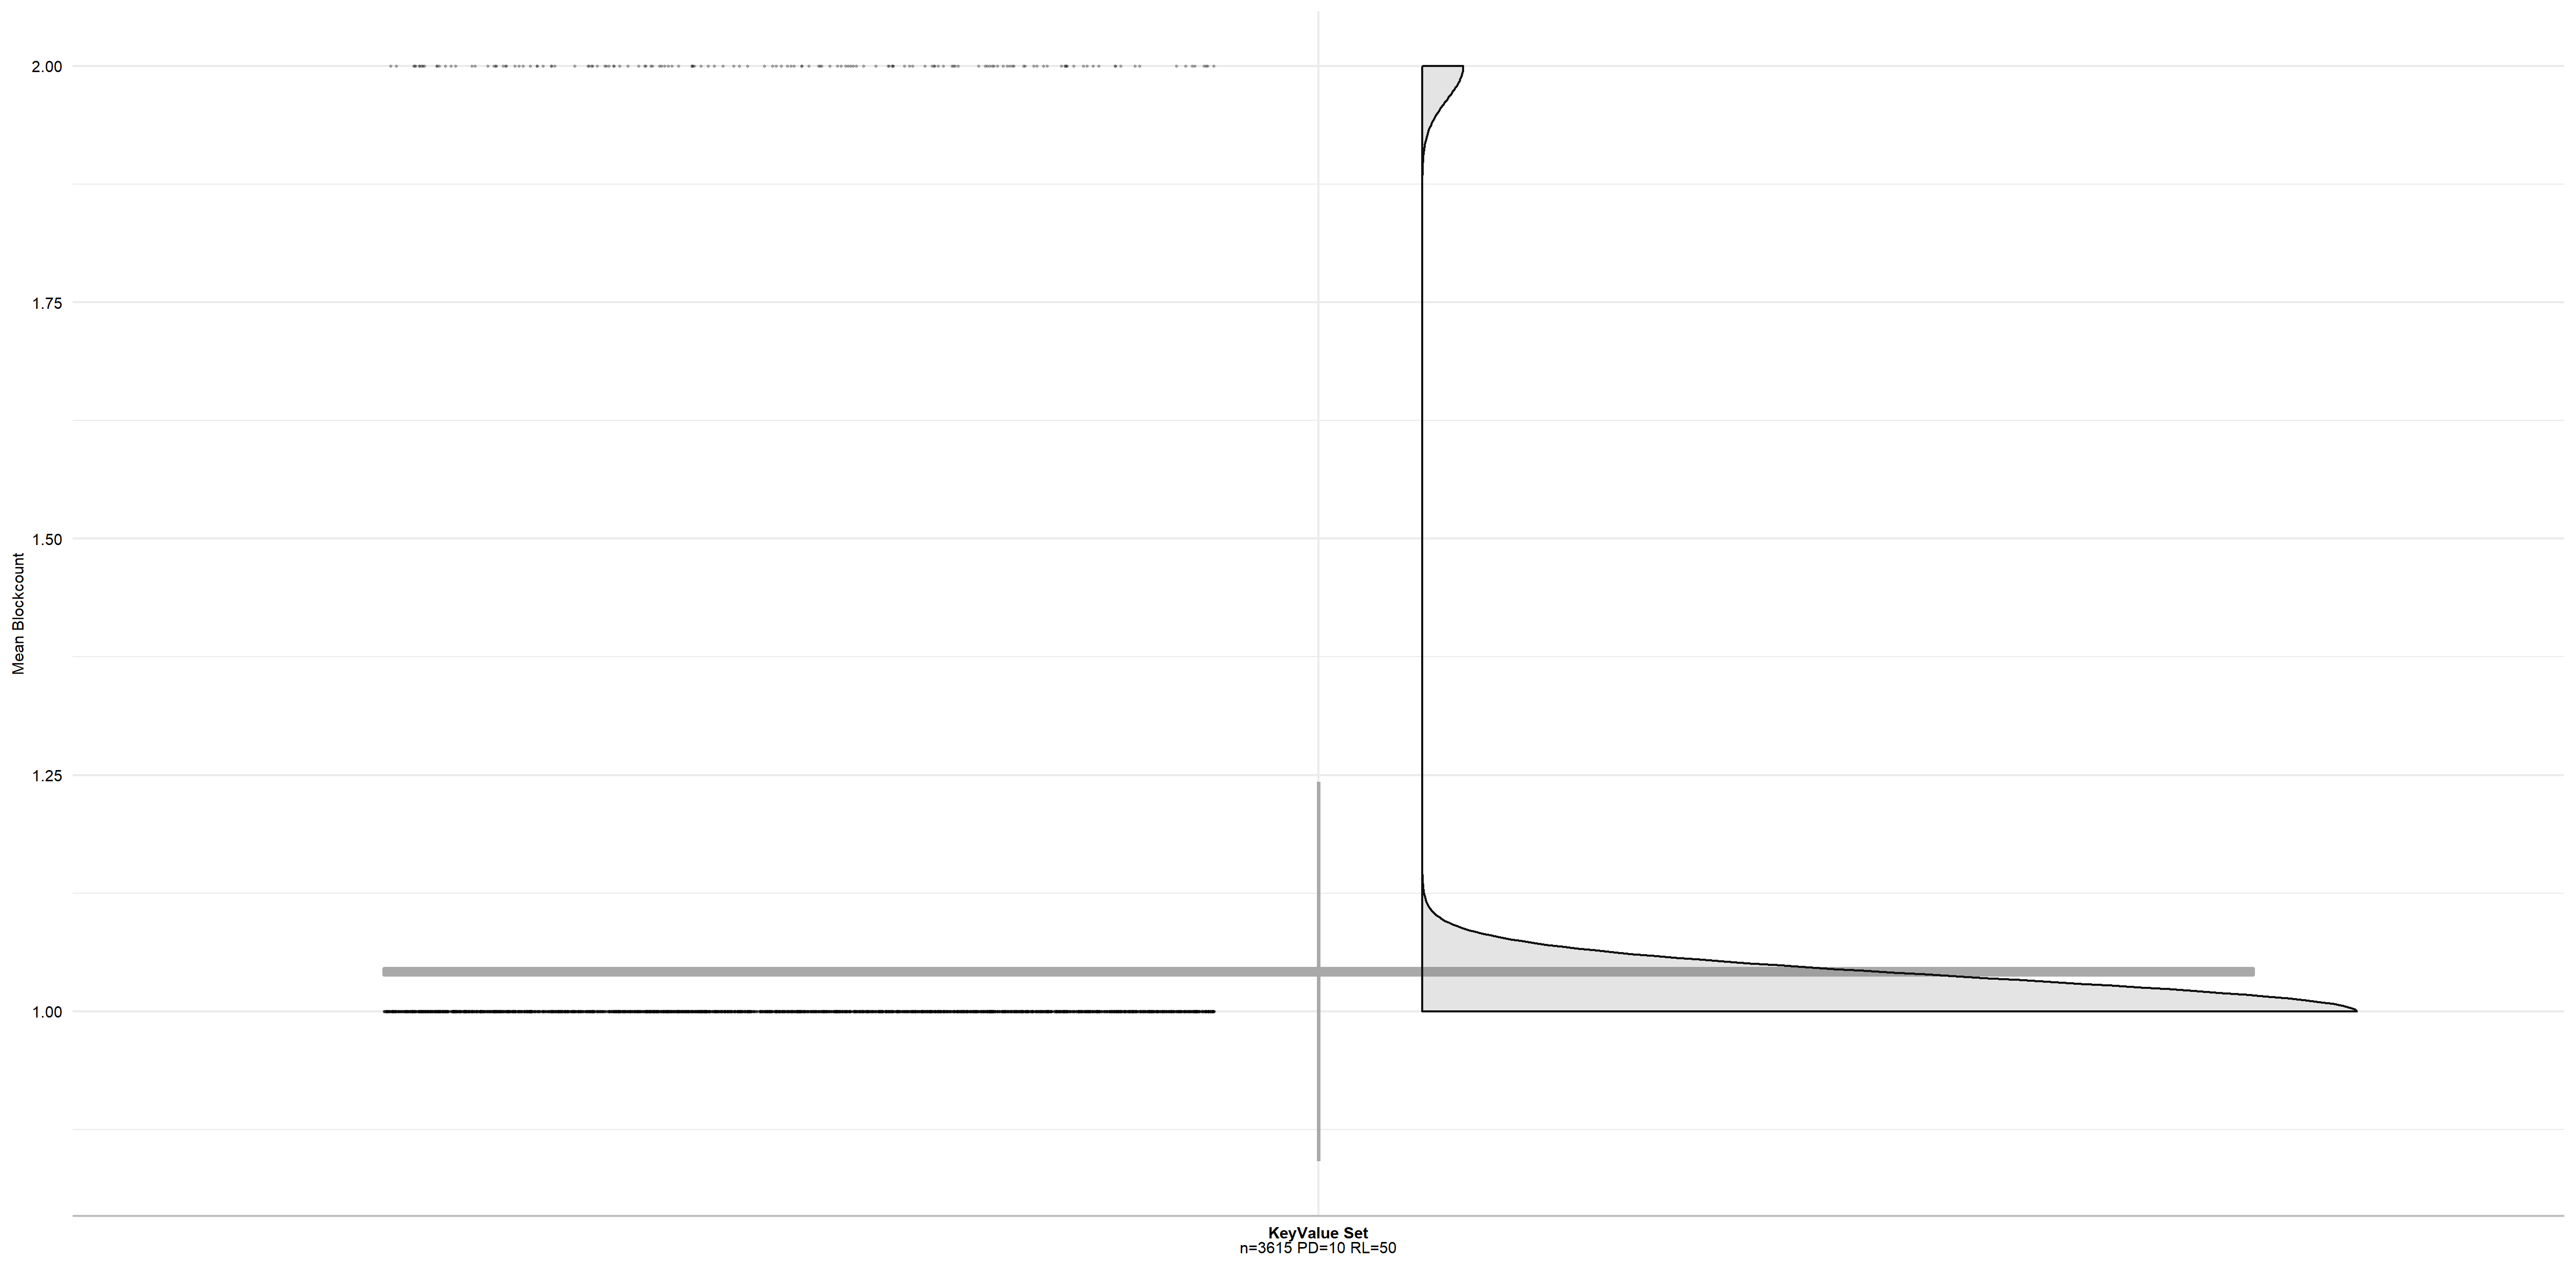 2.00
1.75
1.50
1.25
1.00
Mean Blockcount
KeyValue Set
n=3615 PD=10 RL=50